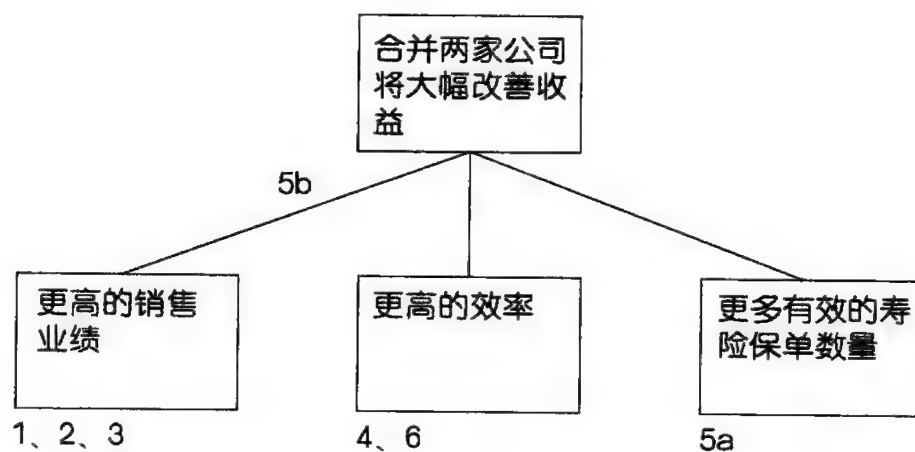 合并两家公司
将大幅改善收
益
5b
更高的销售
业绩
更高的效率
更多有效的寿
险保单数量
1、2、3
4、6
5a